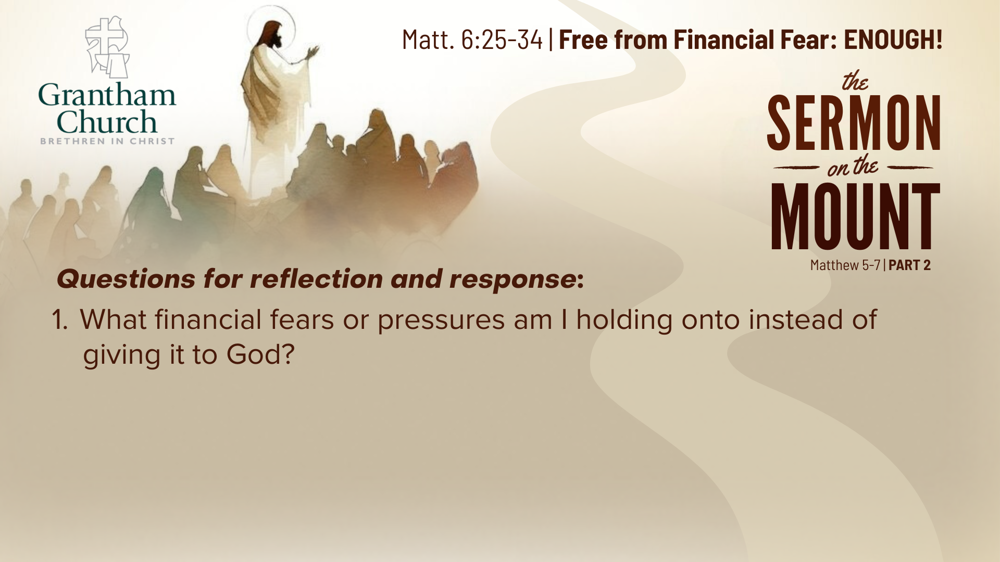 Grantham
Church
BRETHREN IN CHRIST
Matt. 6:25-34 | Free from Financial Fear: ENOUGH!
the
SERMON
on the
MOUNT
Matthew 5-7 | PART 2
Questions for reflection and response:
1. What financial fears or pressures am I holding onto instead of
giving it to God?